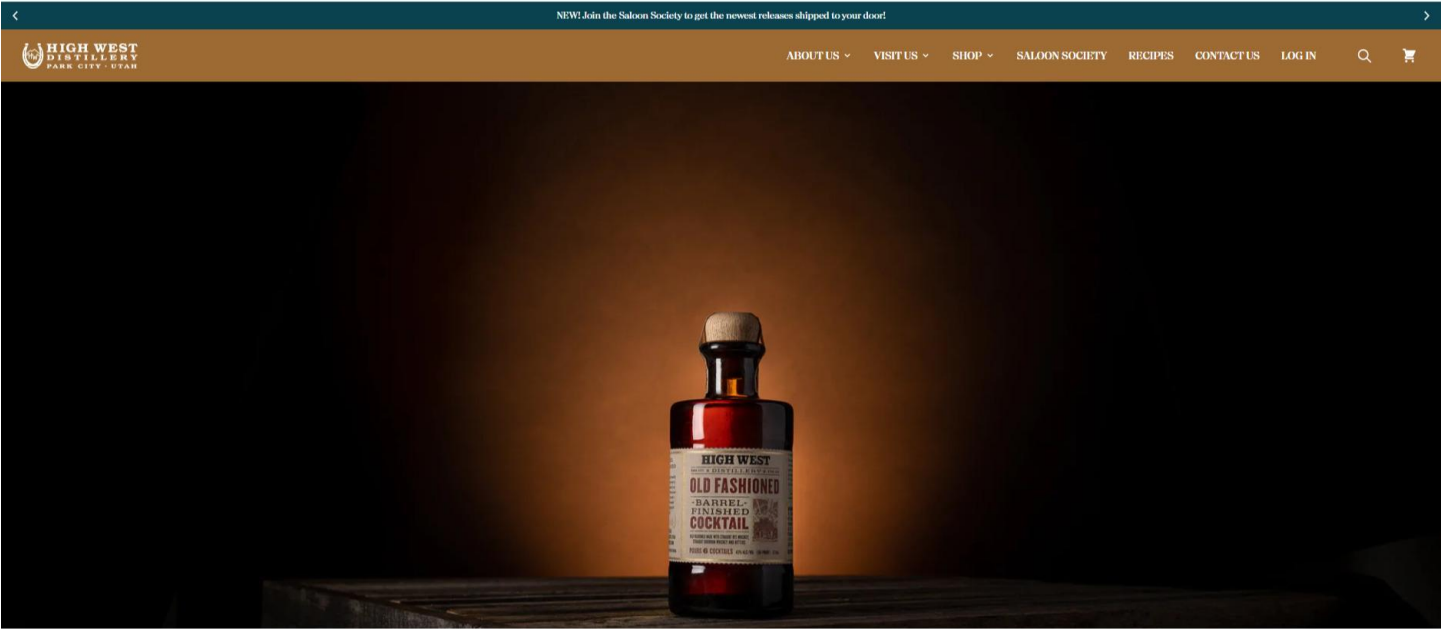 NEW! Join the Saloon Society to get the newest releases shipped to your door!
HIGH WEST
DISTILLERY
PARK CITY · UTAH
ABOUT US
VISIT US
SHOP
SALOON SOCIETY
RECIPES
CONTACT US
LOG IN
HIGH WEST
DISTILLERY
OLD FASHIONED
-BARREL-
FINISHED
COCKTAIL
COCKTAILS